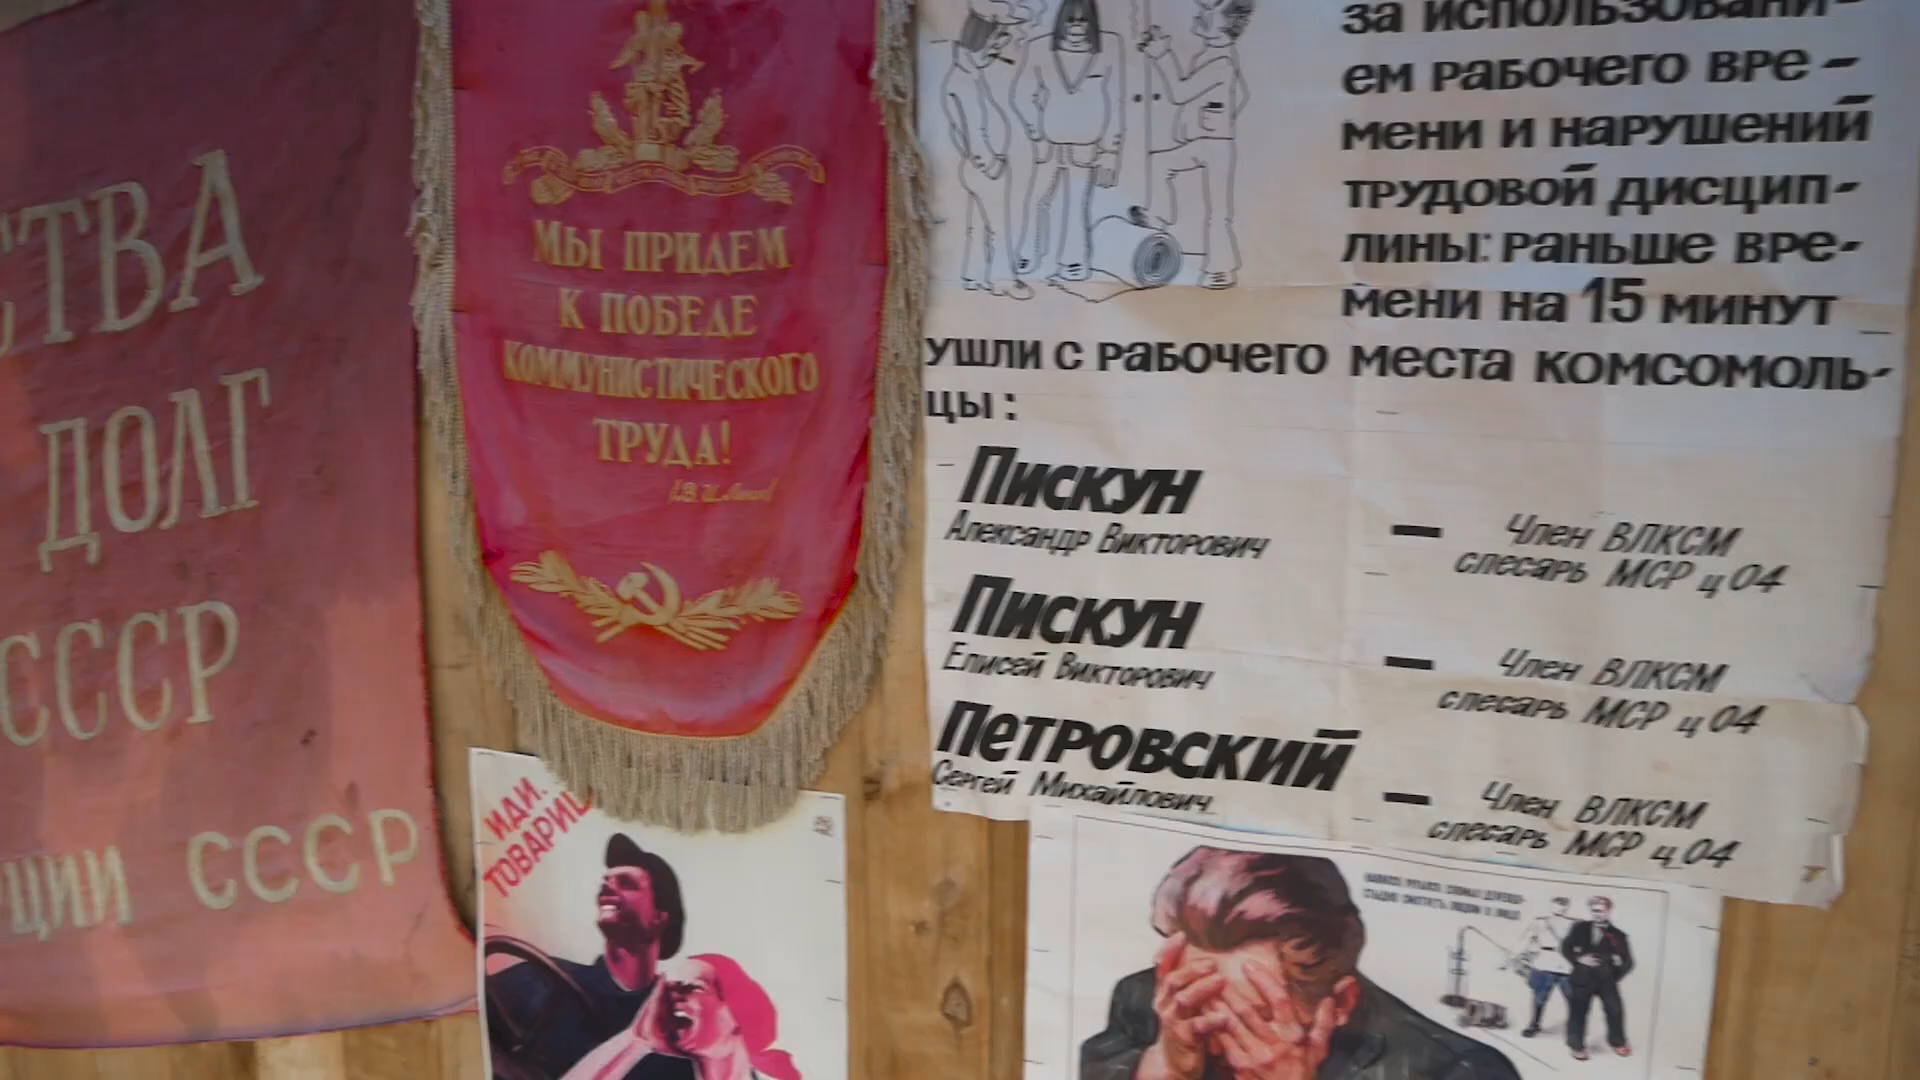 СТВА
ДОЛГ
СССР
ЦИИ СССР
МЫ ПРИДЕМ
К ПОБЕДЕ
КОММУНИСТИЧЕСКОГО
ТРУДА!
ИДИ,
ТОВАРИЩ
за использовани-
ем рабочего вре-
мени и нарушений
трудовой дисцип-
лины: раньше вре-
мени на 15 минут
ушли с рабочего места комсомоль-
цы:
Пискун
Александр Викторович
— Член ВЛКСМ
слесарь МСР ц 04
Пискун
Елисей Викторович
— Член ВЛКСМ
слесарь МСР ц 04
Петровский
Сергей Михайлович
— Член ВЛКСМ
слесарь МСР ц 04